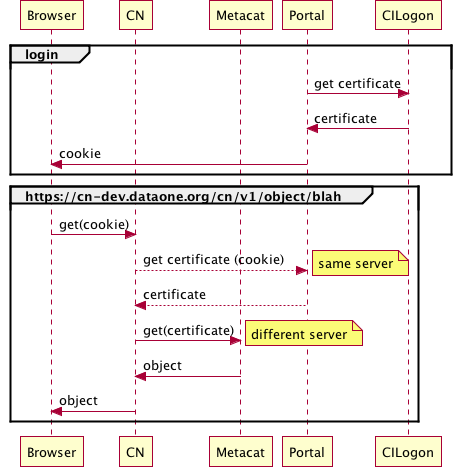 Browser CN Metacat Portal CILogon
login
get certificate
certificate
cookie
https://cn-dev.dataone.org/cn/v1/object/blah
get(cookie)
get certificate (cookie) same server
certificate
get(certificate) different server
object
object
Browser CN Metacat Portal CILogon